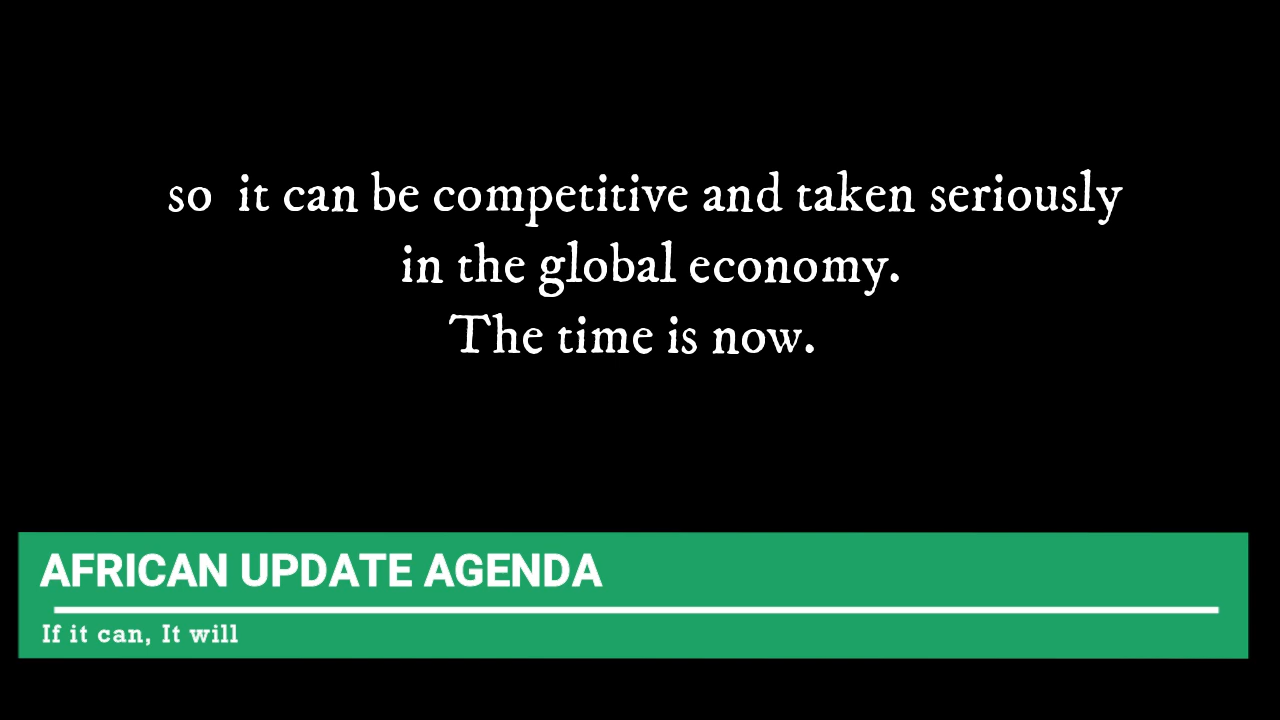 so  it can be competitive and taken seriously
in the global economy.
The time is now.
AFRICAN UPDATE AGENDA
If it can, It will